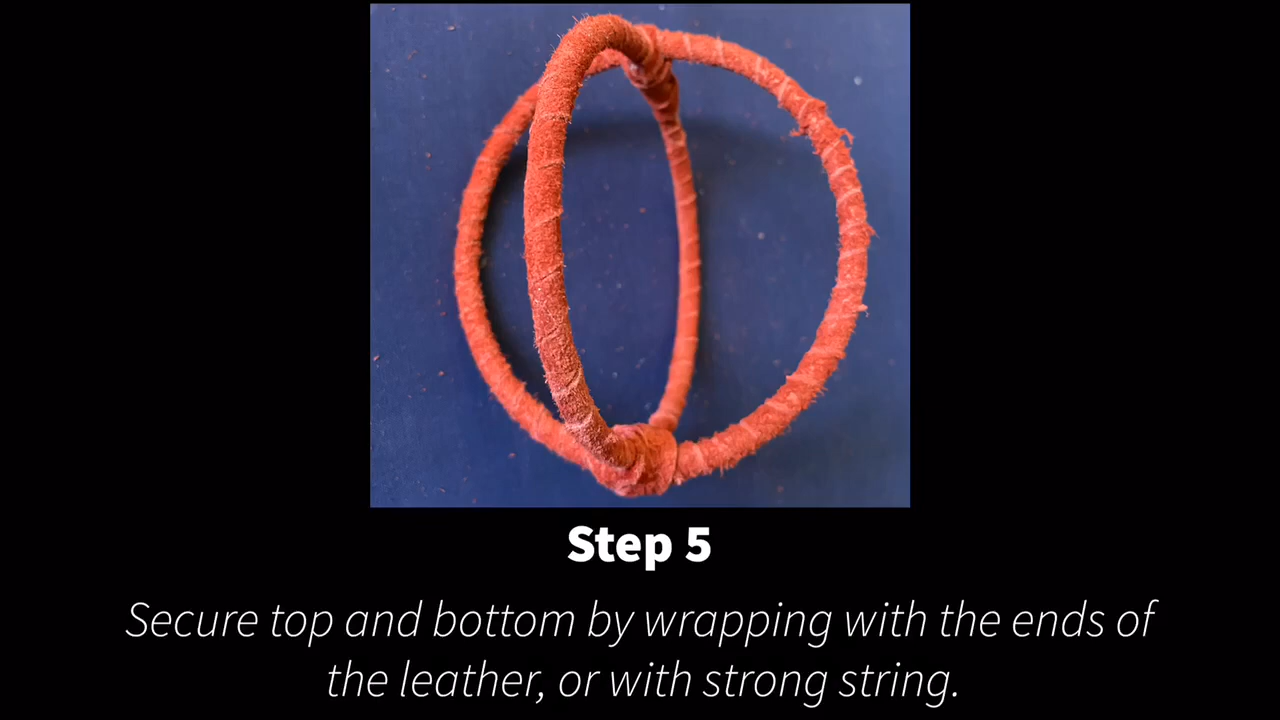 Step 5
Secure top and bottom by wrapping with the ends of
the leather, or with strong string.